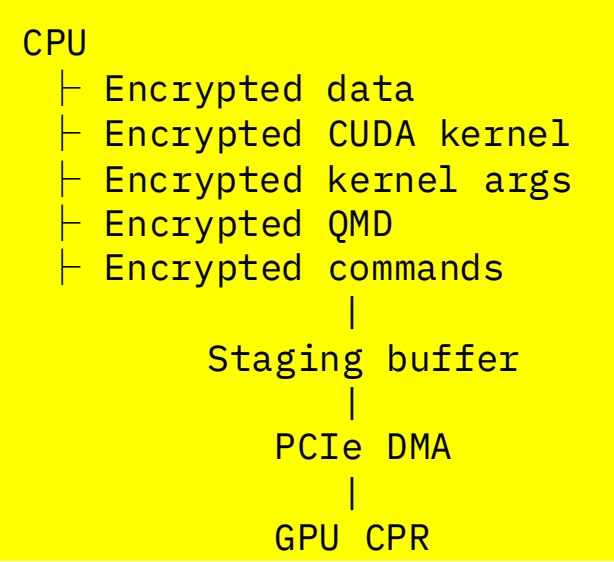 CPU
├ Encrypted data
├ Encrypted CUDA kernel
├ Encrypted kernel args
├ Encrypted QMD
├ Encrypted commands
|
Staging buffer
|
PCIe DMA
|
GPU CPR